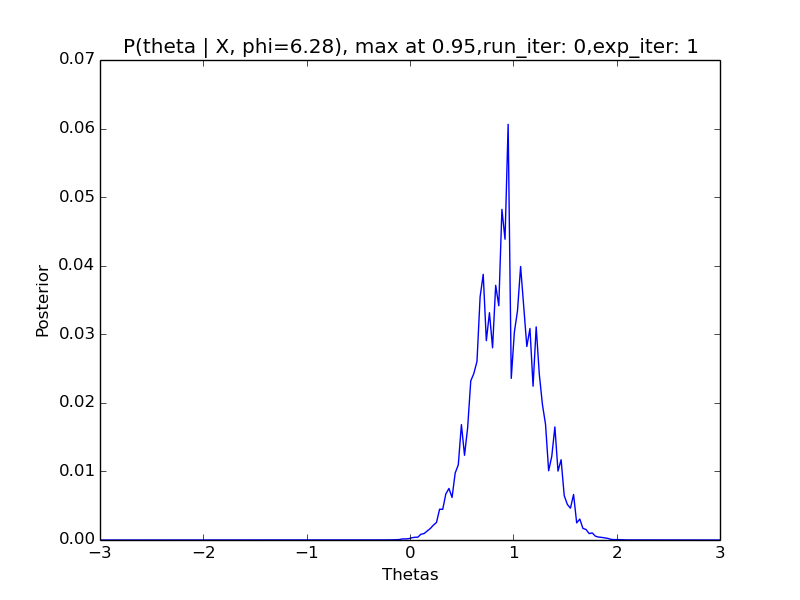 P(theta | X, phi=6.28), max at 0.95,run_iter: 0,exp_iter: 1
0.07
0.06
0.05
0.04
0.03
0.02
0.01
0.00
Posterior
−3 −2 −1 0 1 2 3
Thetas